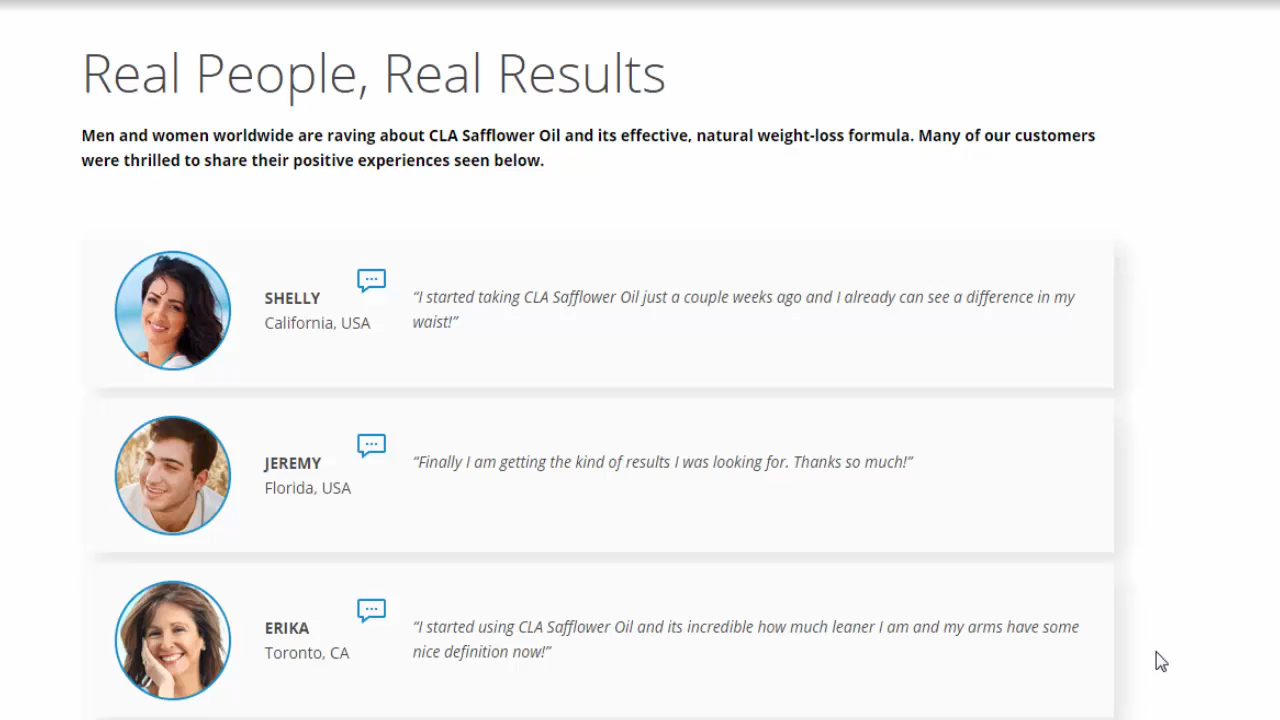 Real People, Real Results
Men and women worldwide are raving about CLA Safflower Oil and its effective, natural weight-loss formula. Many of our customers
were thrilled to share their positive experiences seen below.
SHELLY
California, USA
“I started taking CLA Safflower Oil just a couple weeks ago and I already can see a difference in my
waist!”
JEREMY
Florida, USA
“Finally I am getting the kind of results I was looking for. Thanks so much!”
ERIKA
Toronto, CA
“I started using CLA Safflower Oil and its incredible how much leaner I am and my arms have some
nice definition now!”